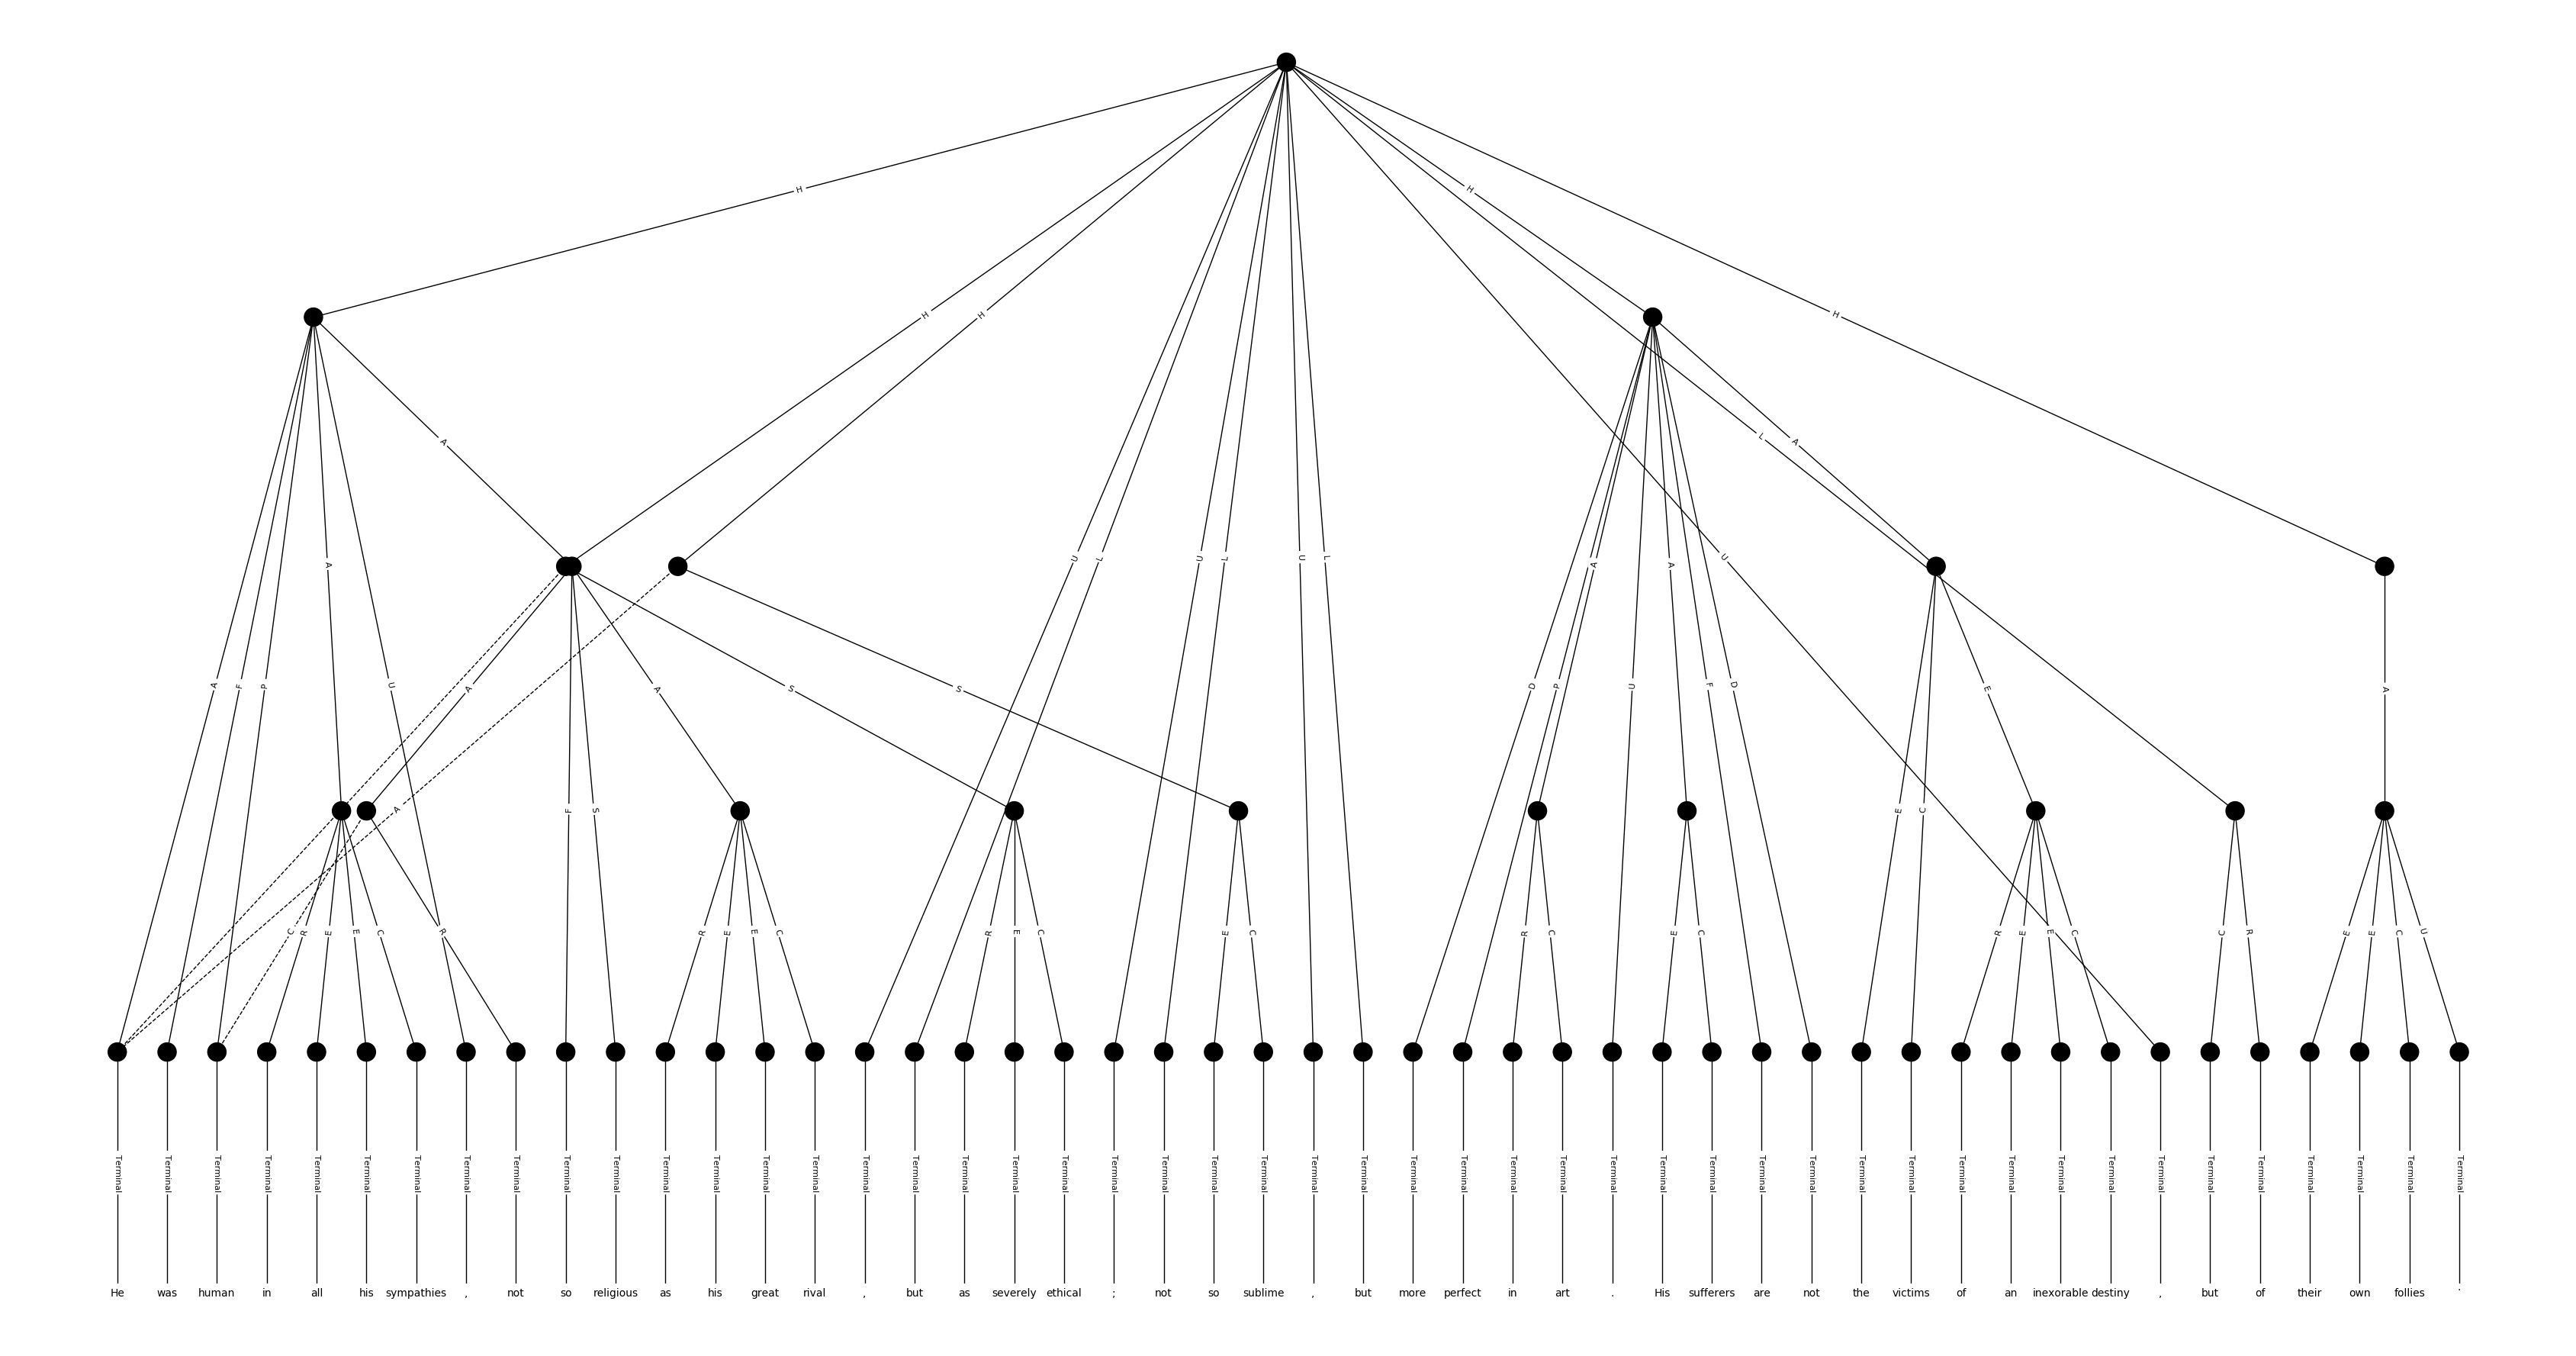 H
H H H
H
A U L U L U L A L A U
A F P A U A S S D P A U A F D E A
A F S E C
C R E E C R R E E C R E C E C R C E C R E E C C R E E C U
Terminal Terminal Terminal Terminal Terminal Terminal Terminal Terminal Terminal Terminal Terminal Terminal Terminal Terminal Terminal Terminal Terminal Terminal Terminal Terminal Terminal Terminal Terminal Terminal Terminal Terminal Terminal Terminal Terminal Terminal Terminal Terminal Terminal Terminal Terminal Terminal Terminal Terminal Terminal Terminal Terminal Terminal Terminal Terminal Terminal Terminal Terminal Terminal
He was human in all his sympathies , not so religious as his great rival , but as severely ethical ; not so sublime , but more perfect in art . His sufferers are not the victims of an inexorable destiny , but of their own follies .